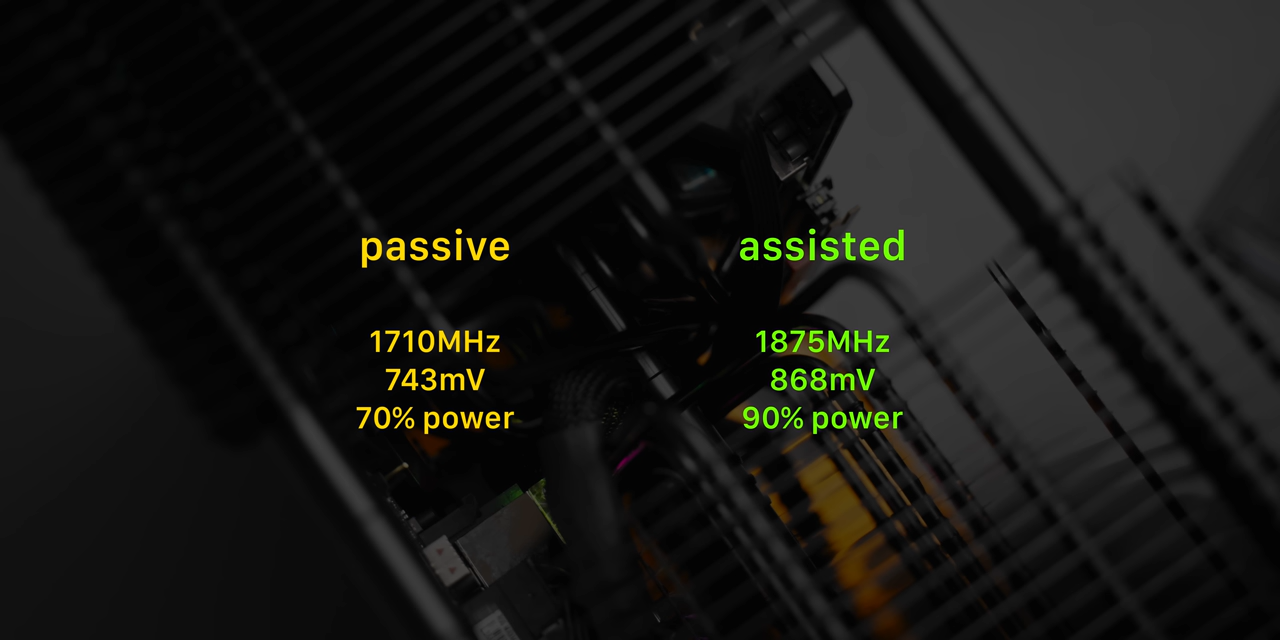 passive
1710MHz
743mV
70% power
assisted
1875MHz
868mV
90% power